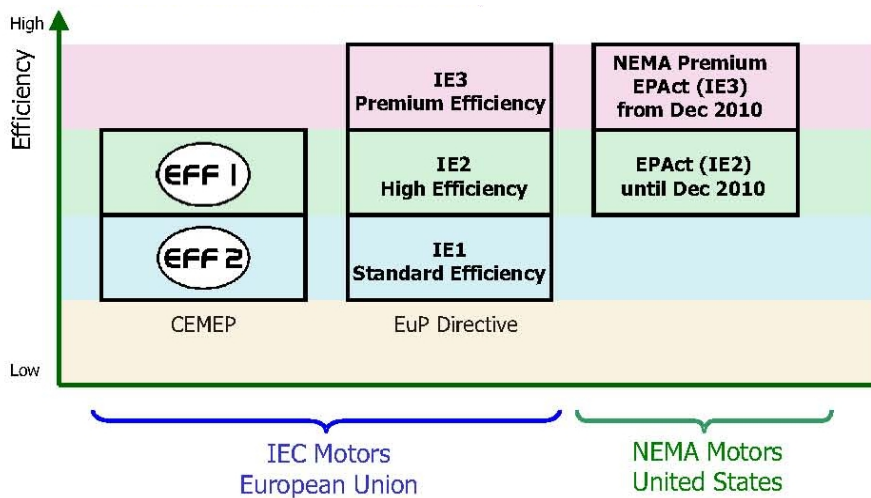 High
Efficiency
IE3
Premium Efficiency
NEMA Premium
EPAct (IE3)
from Dec 2010
EFF 1
IE2
High Efficiency
EPAct (IE2)
until Dec 2010
EFF 2
IE1
Standard Efficiency
CEMEP
EuP Directive
Low
IEC Motors
European Union
NEMA Motors
United States